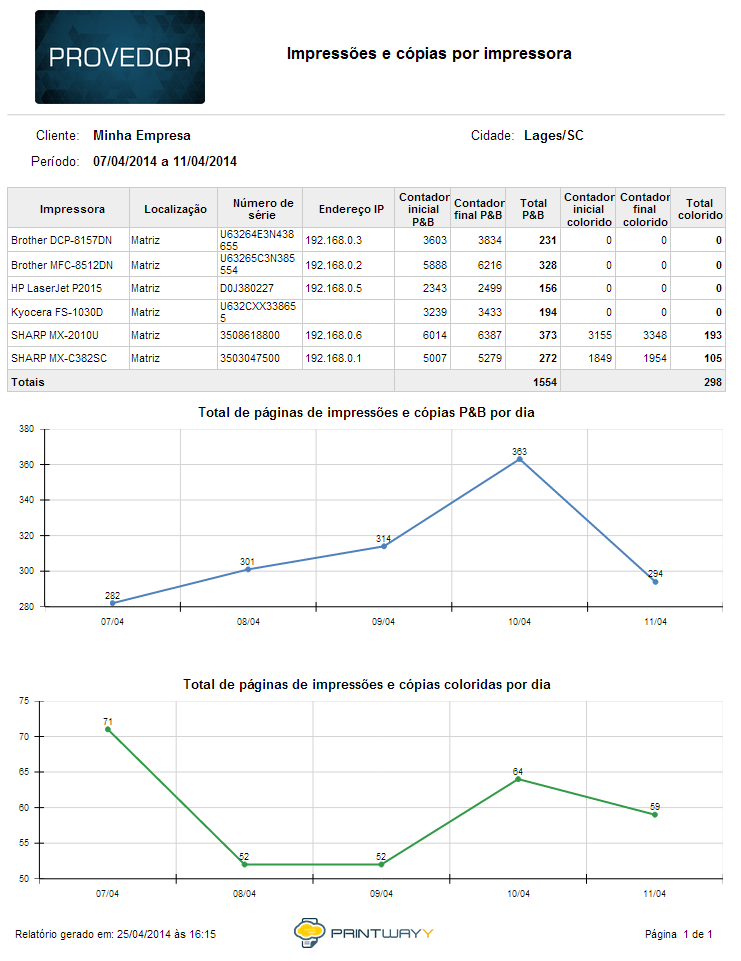 PROVEDOR
Impressões e cópias por impressora
Cliente: Minha Empresa Cidade: Lages/SC
Período: 07/04/2014 a 11/04/2014
Impressora Localização Número de série Endereço IP Contador inicial P&B Contador final P&B Total P&B Contador inicial colorido Contador final colorido Total colorido
Brother DCP-8157DN Matriz U63264E3N438655 192.168.0.3 3603 3834 231 0 0 0
Brother MFC-8512DN Matriz U63265C3N385554 192.168.0.2 5888 6216 328 0 0 0
HP LaserJet P2015 Matriz D0J380227 192.168.0.5 2343 2499 156 0 0 0
Kyocera FS-1030D Matriz U632CXX338655 3239 3433 194 0 0 0
SHARP MX-2010U Matriz 3508618800 192.168.0.6 6014 6387 373 3155 3348 193
SHARP MX-C382SC Matriz 3503047500 192.168.0.1 5007 5279 272 1849 1954 105
Totais 1554 298
Total de páginas de impressões e cópias P&B por dia
380
363
360
340
320
314
301
300
294
282
280
07/04 08/04 09/04 10/04 11/04
Total de páginas de impressões e cópias coloridas por dia
75
71
70
65
64
60
59
55
52 52
50
07/04 08/04 09/04 10/04 11/04
Relatório gerado em: 25/04/2014 às 16:15 PRINTWAYY Página 1 de 1